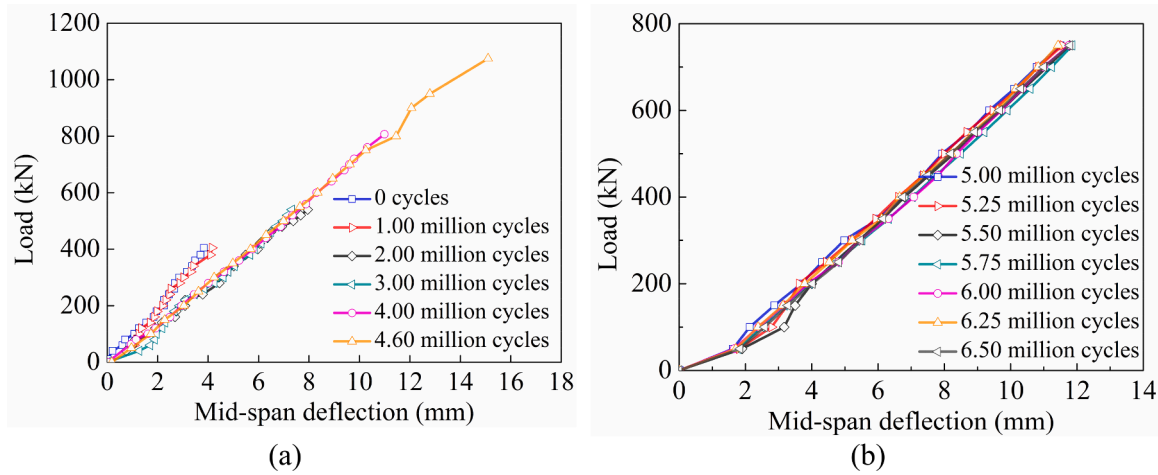 1200
1000
800
600
400
200
0
Load (kN)
0 2 4 6 8 10 12 14 16 18
Mid-span deflection (mm)
0 cycles
1.00 million cycles
2.00 million cycles
3.00 million cycles
4.00 million cycles
4.60 million cycles
(a)
800
600
400
200
0
Load (kN)
0 2 4 6 8 10 12 14
Mid-span deflection (mm)
5.00 million cycles
5.25 million cycles
5.50 million cycles
5.75 million cycles
6.00 million cycles
6.25 million cycles
6.50 million cycles
(b)